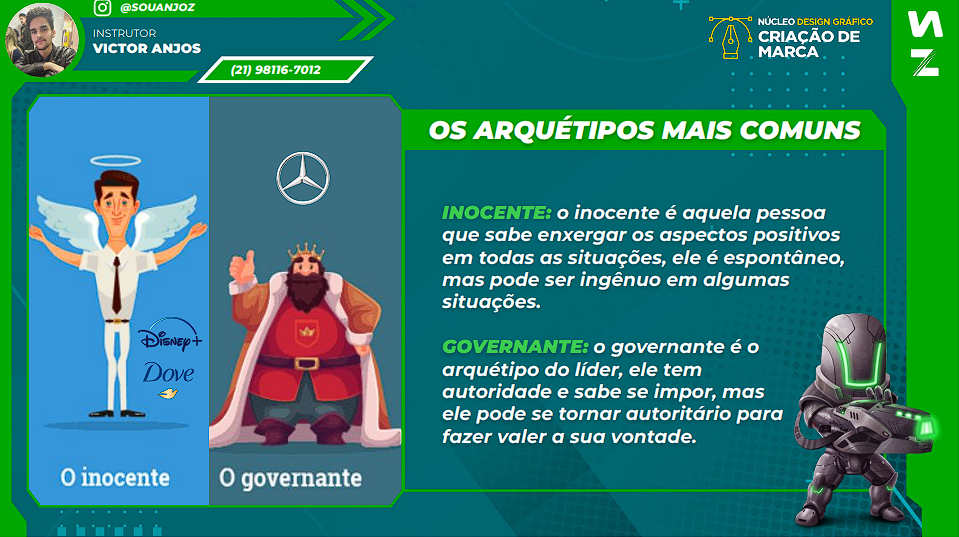 @SOUANJOZ
INSTRUTOR
VICTOR ANJOS
(21) 98116-7012
NÚCLEO DESIGN GRÁFICO
CRIAÇÃO DE
MARCA
OS ARQUÉTIPOS MAIS COMUNS
Disney+
Dove
O inocente
O governante
INOCENTE: o inocente é aquela pessoa
que sabe enxergar os aspectos positivos
em todas as situações, ele é espontâneo,
mas pode ser ingênuo em algumas
situações.
GOVERNANTE: o governante é o
arquétipo do líder, ele tem
autoridade e sabe se impor, mas
ele pode se tornar autoritário para
fazer valer a sua vontade.